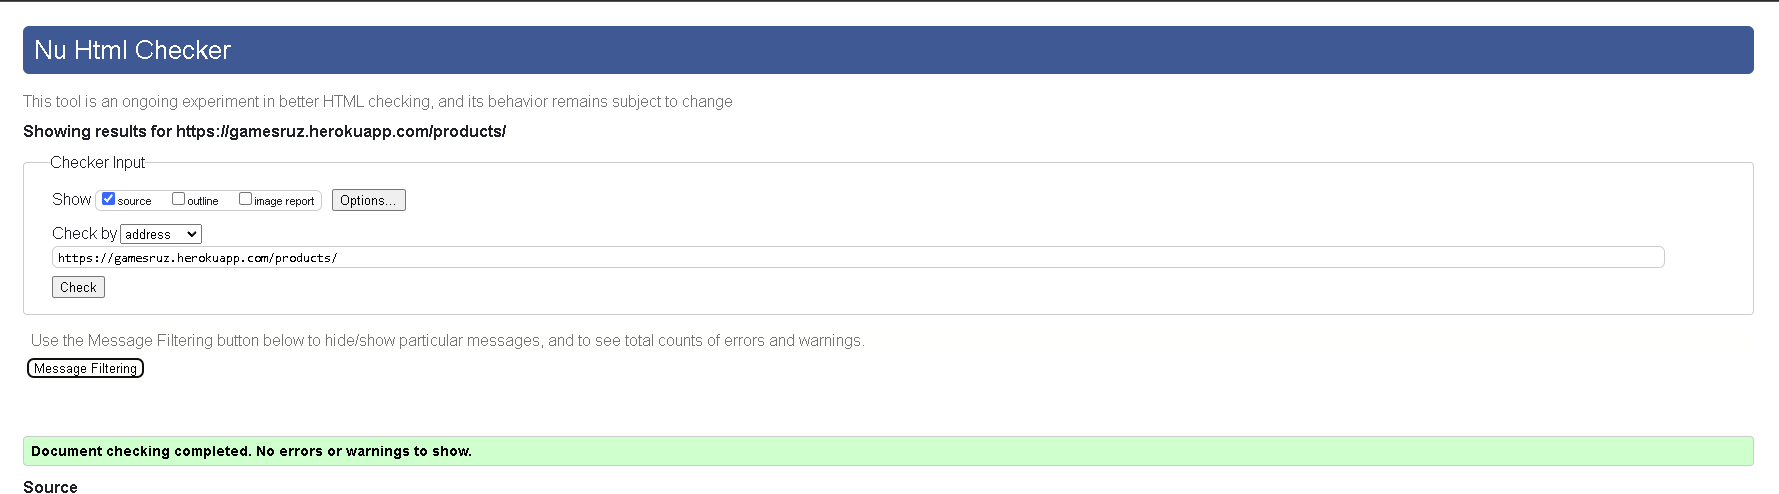 Nu Html Checker
This tool is an ongoing experiment in better HTML checking, and its behavior remains subject to change
Showing results for https://gamesruz.herokuapp.com/products/
Checker Input
Show source outline image report Options...
Check by address
https://gamesruz.herokuapp.com/products/
Check
Use the Message Filtering button below to hide/show particular messages, and to see total counts of errors and warnings.
Message Filtering
Document checking completed. No errors or warnings to show.
Source